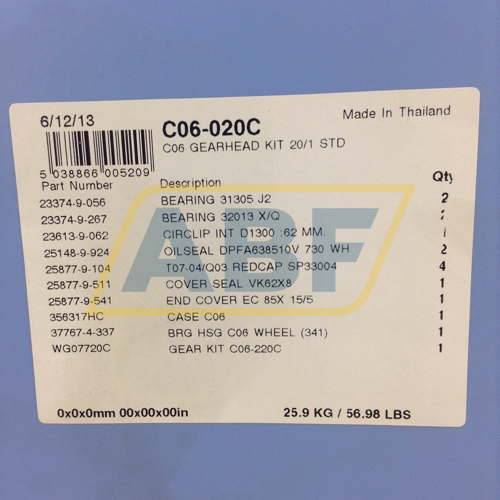 6/12/13
C06-020C
Made In Thailand
C06 GEARHEAD KIT 20/1 STD
5 038866 005209
Part Number Description Qty
23374-9-056 BEARING 31305 J2 2
23374-9-267 BEARING 32013 X/Q 2
23613-9-062 CIRCLIP INT D1300 :62 MM. 1
25148-9-924 OILSEAL DPFA638510V 730 WH 2
25877-9-104 T07-04/Q03 REDCAP SP33004 4
25877-9-511 COVER SEAL VK62X8 1
25877-9-541 END COVER EC 85X 15/5 1
356317HC CASE C06 1
37767-4-337 BRG HSG C06 WHEEL (341) 1
WG07720C GEAR KIT C06-220C 1
0x0x0mm 00x00x00in 25.9 KG / 56.98 LBS
ABF